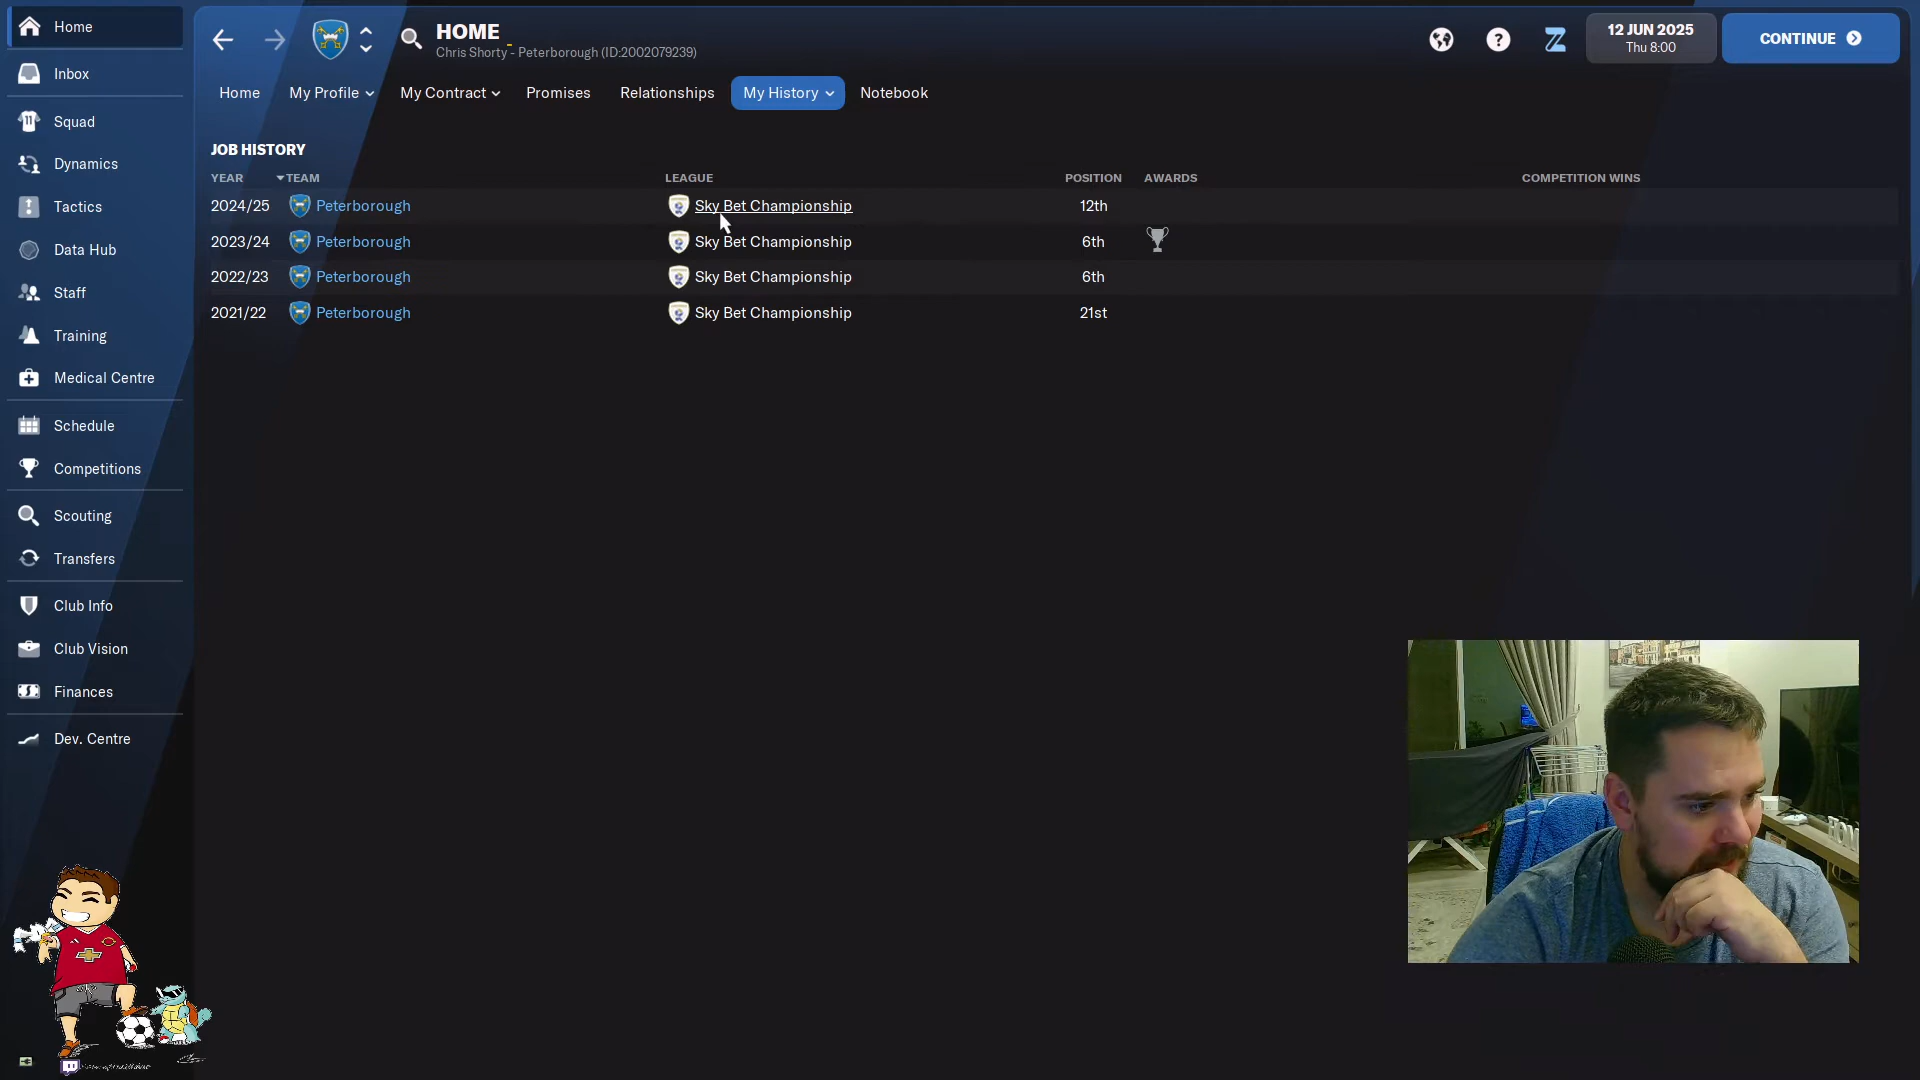 Home
Inbox
Squad
Dynamics
Tactics
Data Hub
Staff
Training
Medical Centre
Schedule
Competitions
Scouting
Transfers
Club Info
Club Vision
Finances
Dev. Centre
HOME
Chris Shorty - Peterborough (ID:2002079239)
12 JUN 2025
Thu 8:00
CONTINUE
Home My Profile My Contract Promises Relationships My History Notebook
JOB HISTORY
YEAR TEAM LEAGUE POSITION AWARDS COMPETITION WINS
2024/25 Peterborough Sky Bet Championship 12th
2023/24 Peterborough Sky Bet Championship 6th
2022/23 Peterborough Sky Bet Championship 6th
2021/22 Peterborough Sky Bet Championship 21st